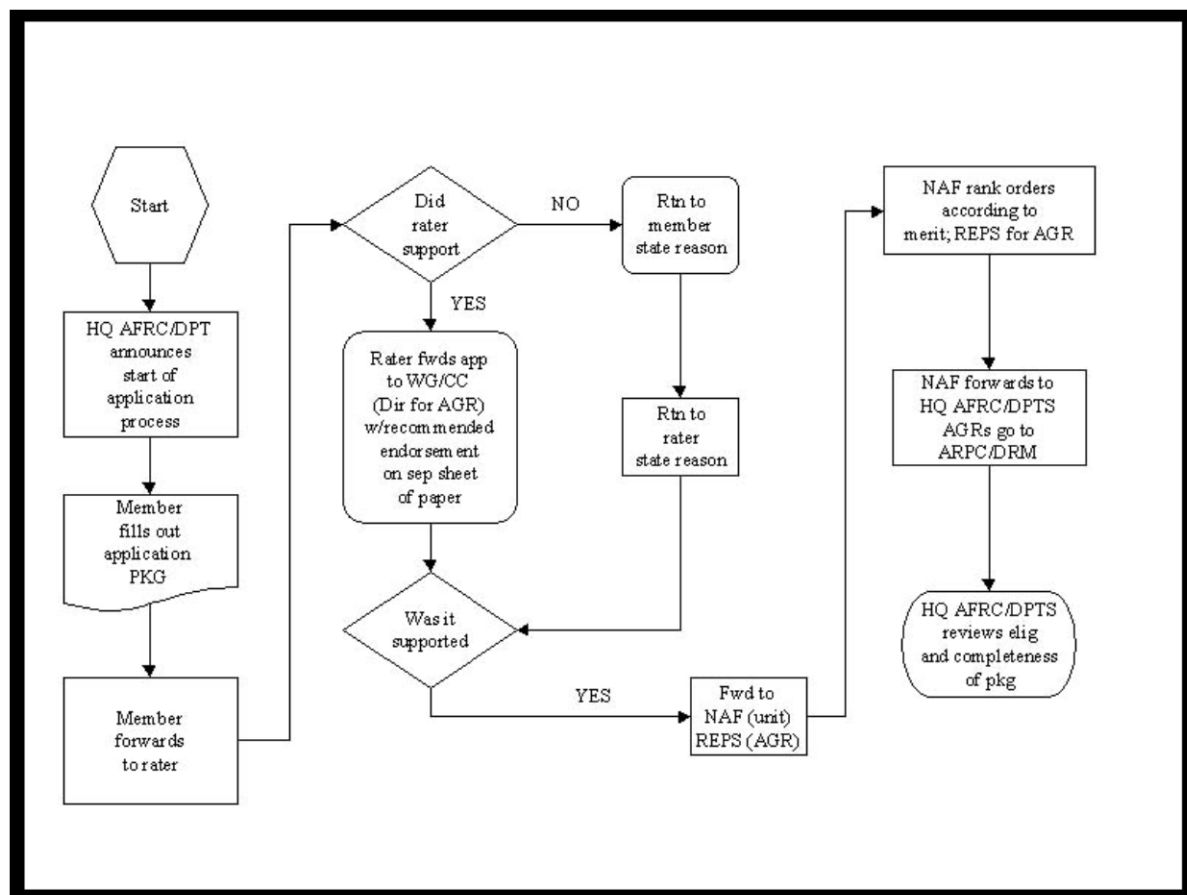 Start
HQ AFRC/DPT
announces
start of
application
process
Member
fills out
application
PKG
Member
forwards
to rater
Did
rater
support
NO
YES
Rtn to
member
state reason
Rater fwds app
to WG/CC
(Dir for AGR)
w/recommended
endorsement
on sep sheet
of paper
Rtn to
rater
state reason
Was it
supported
YES
Fwd to
NAF (unit)
REPS (AGR)
NAF rank orders
according to
merit; REPS for AGR
NAF forwards to
HQ AFRC/DPTS
AGRs go to
ARPC/DRM
HQ AFRC/DPTS
reviews elig
and completeness
of pkg